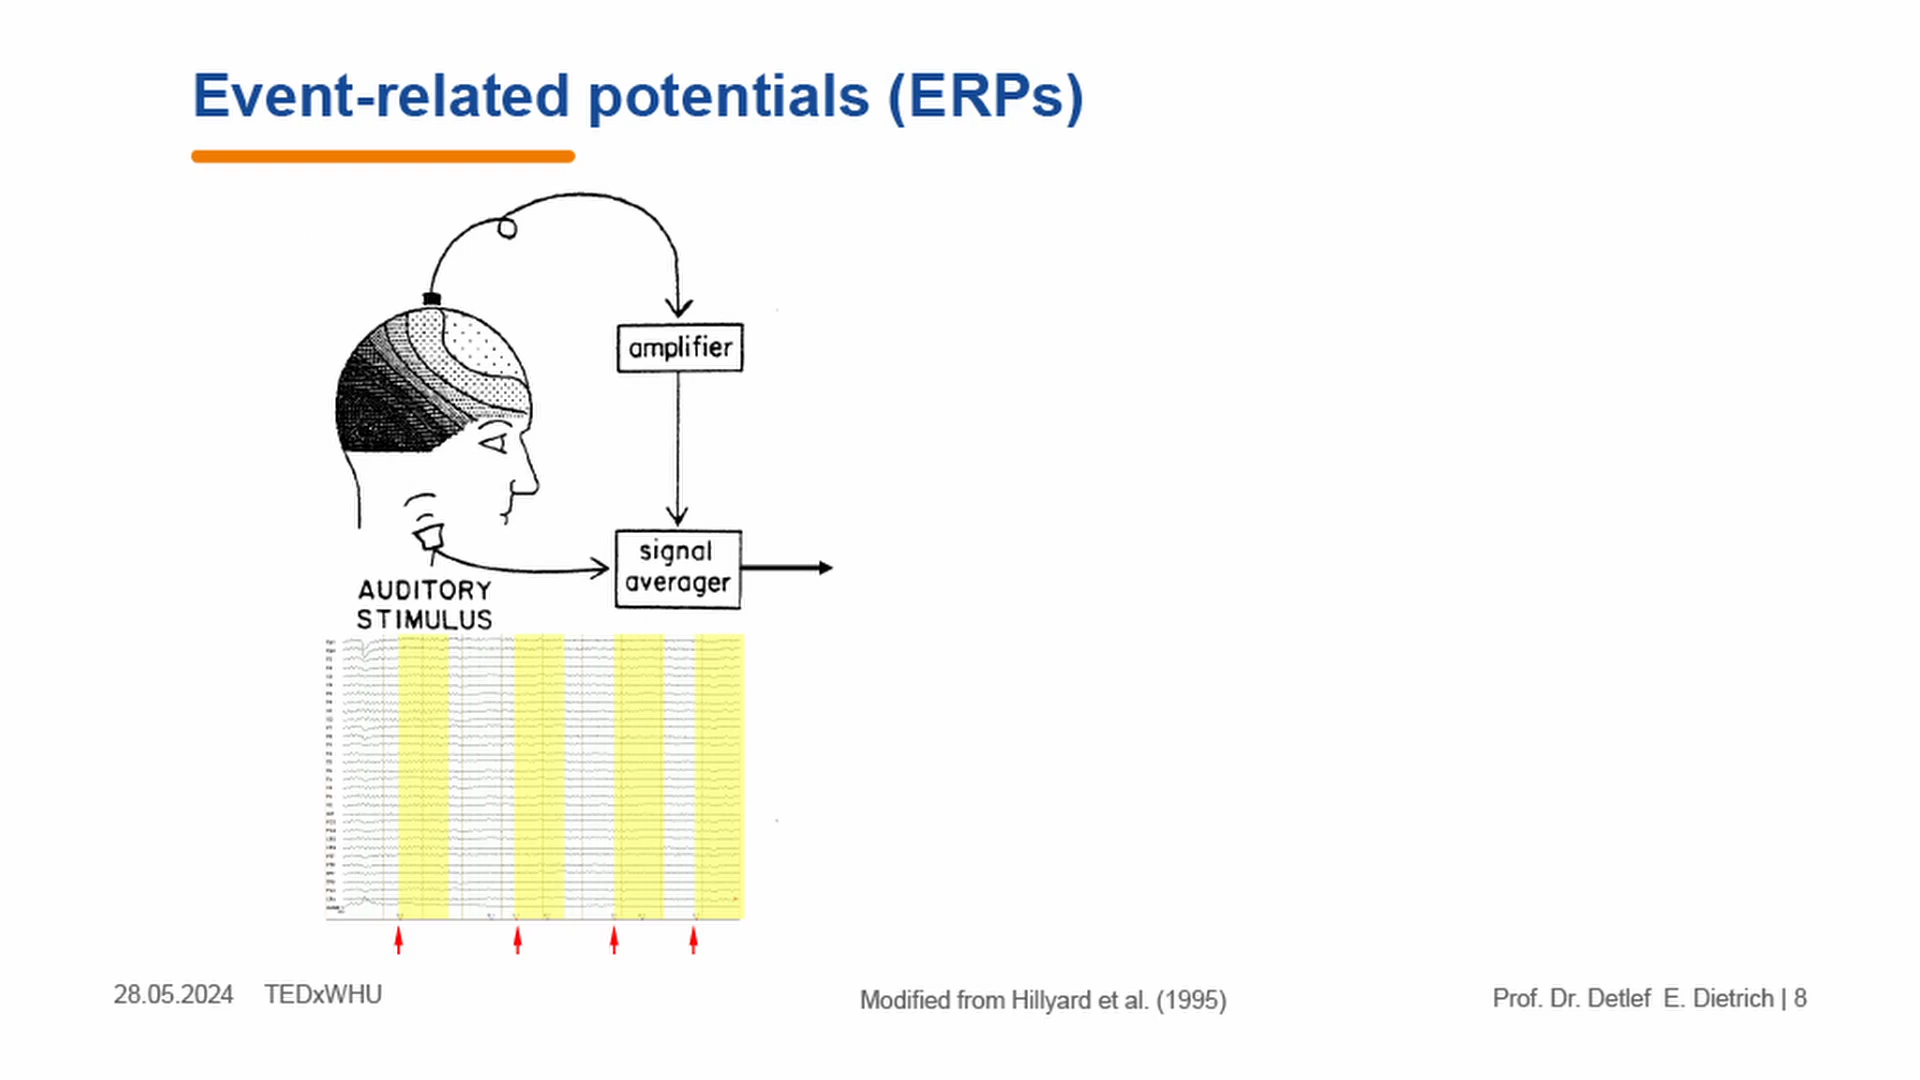 Event-related potentials (ERPs)
amplifier
signal
averager
AUDITORY
STIMULUS
28.05.2024 TEDxWHU
Modified from Hillyard et al. (1995)
Prof. Dr. Detlef E. Dietrich | 8